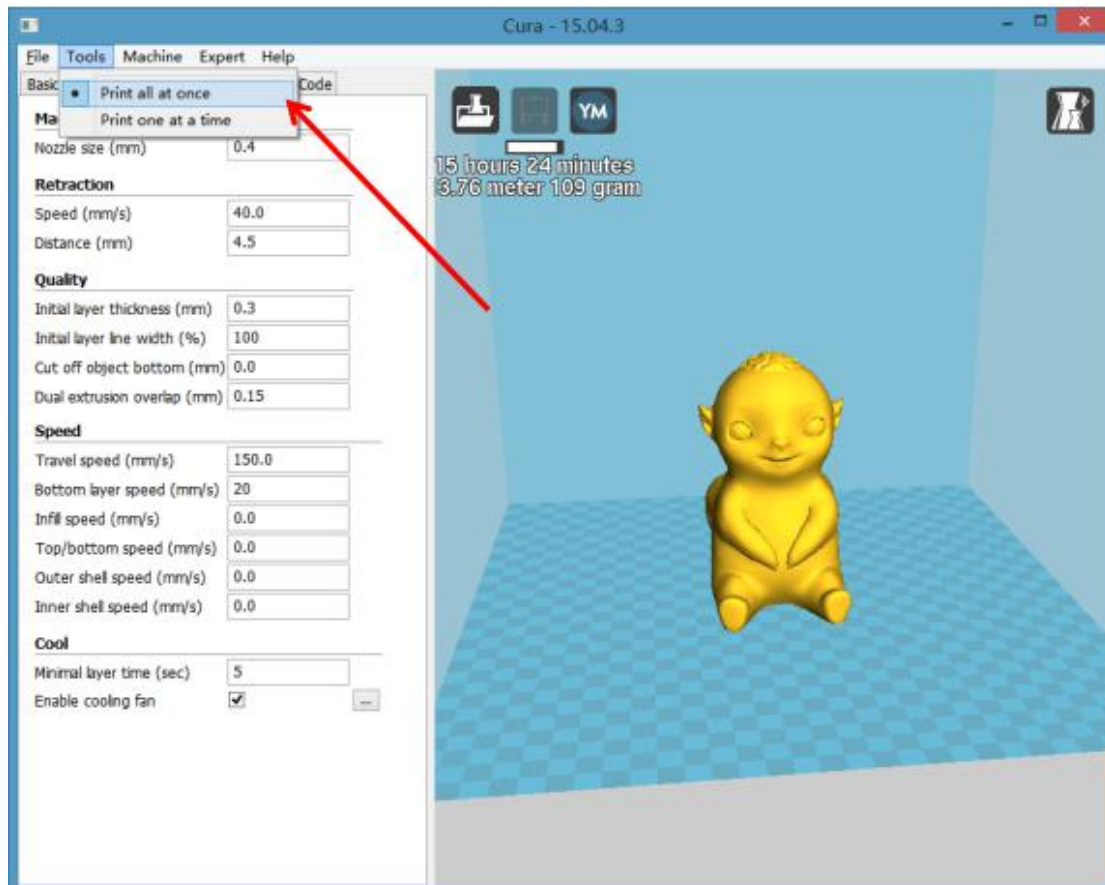 Cura - 15.04.3
File Tools Machine Expert Help
Basic Code
Print all at once
Print one at a time
Ma
Nozzle size (mm) 0.4
Retraction
Speed (mm/s) 40.0
Distance (mm) 4.5
Quality
Initial layer thickness (mm) 0.3
Initial layer line width (%) 100
Cut off object bottom (mm) 0.0
Dual extrusion overlap (mm) 0.15
Speed
Travel speed (mm/s) 150.0
Bottom layer speed (mm/s) 20
Infill speed (mm/s) 0.0
Top/bottom speed (mm/s) 0.0
Outer shell speed (mm/s) 0.0
Inner shell speed (mm/s) 0.0
Cool
Minimal layer time (sec) 5
Enable cooling fan ...
YM
15 hours 24 minutes
3.76 meter 109 gram